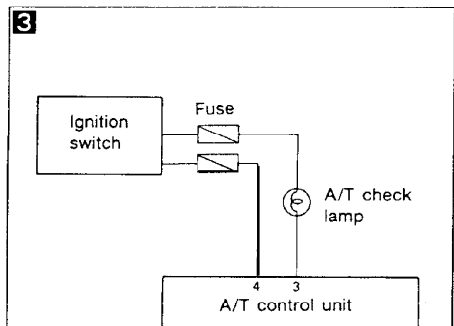 3
Fuse
Ignition
switch
A/T check
lamp
4 3
A/T control unit